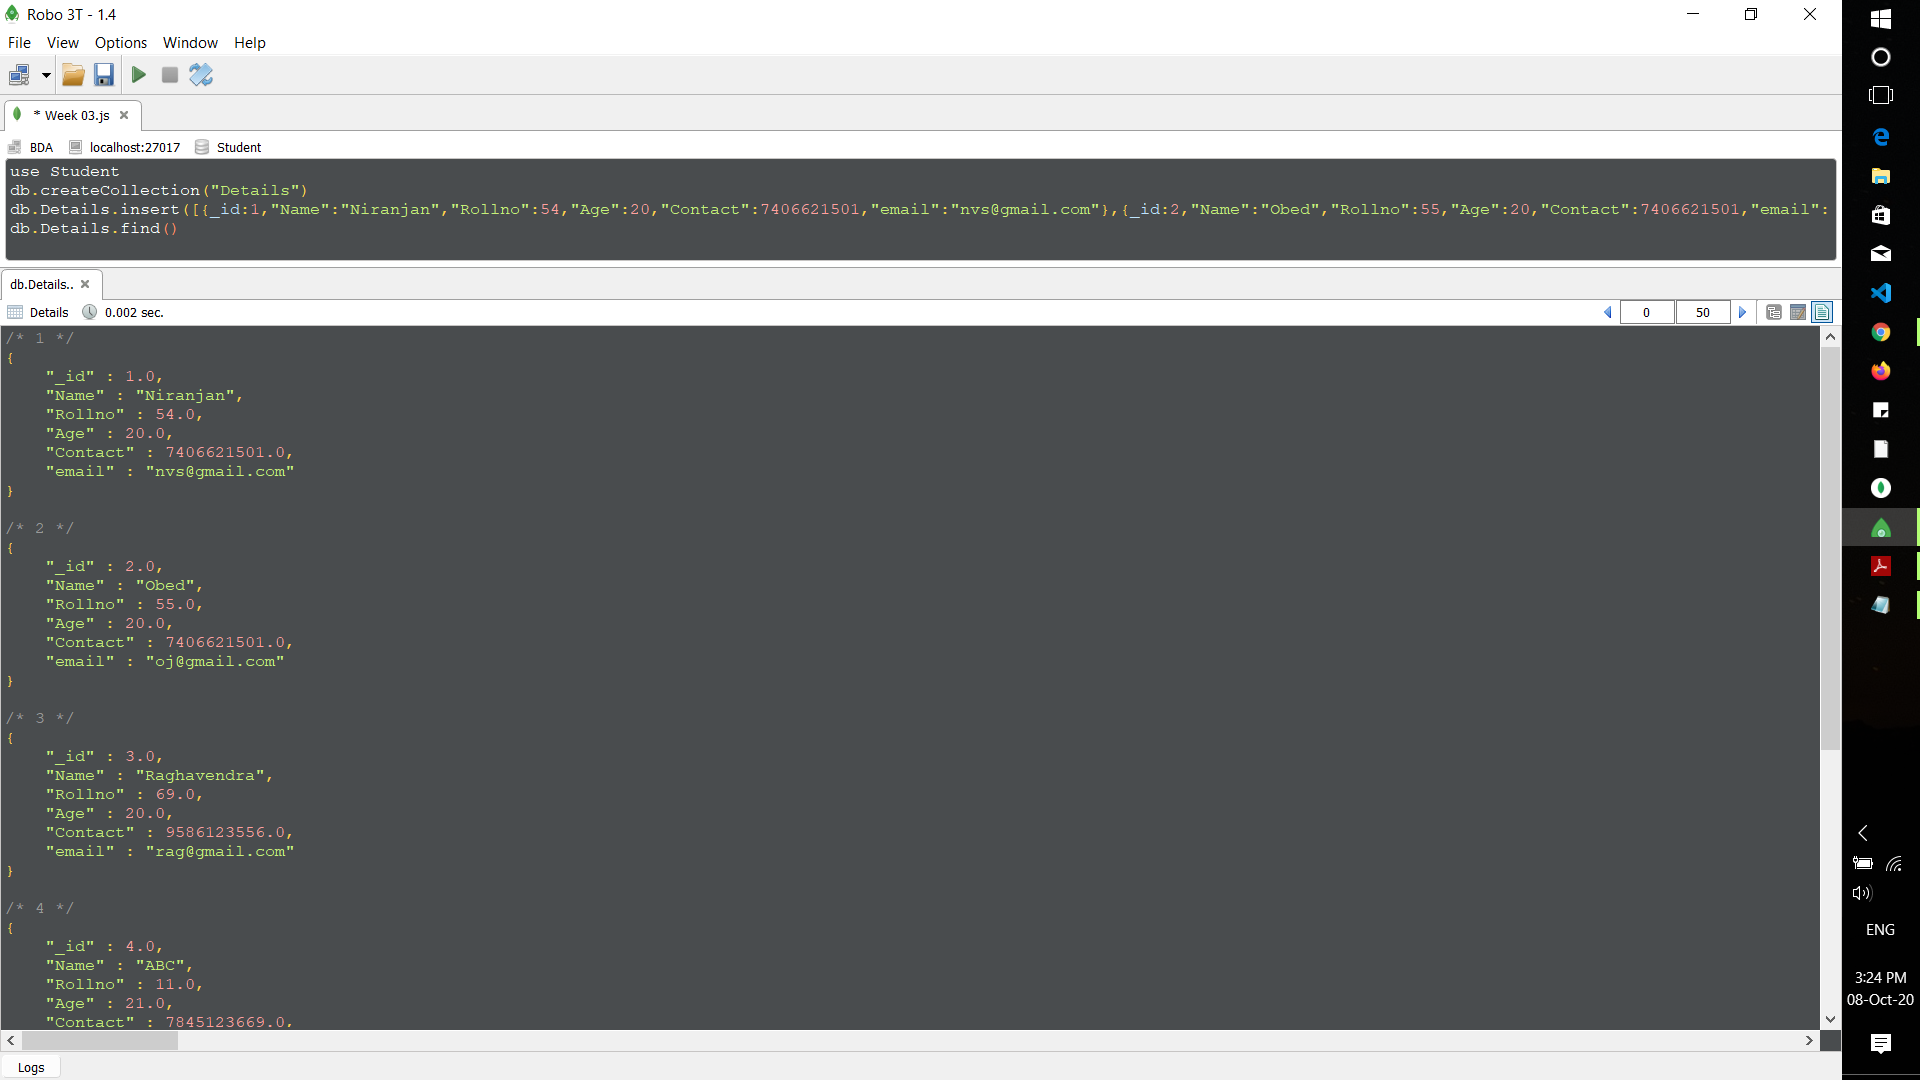 Robo 3T - 1.4
File View Options Window Help
* Week 03.js
BDA localhost:27017 Student
use Student
db.createCollection("Details")
db.Details.insert([{_id:1,"Name":"Niranjan","Rollno":54,"Age":20,"Contact":7406621501,"email":"nvs@gmail.com"},{_id:2,"Name":"Obed","Rollno":55,"Age":20,"Contact":7406621501,"email":
db.Details.find()
db.Details..
Details 0.002 sec. 0 50
/* 1 */
{
"_id" : 1.0,
"Name" : "Niranjan",
"Rollno" : 54.0,
"Age" : 20.0,
"Contact" : 7406621501.0,
"email" : "nvs@gmail.com"
}
/* 2 */
{
"_id" : 2.0,
"Name" : "Obed",
"Rollno" : 55.0,
"Age" : 20.0,
"Contact" : 7406621501.0,
"email" : "oj@gmail.com"
}
/* 3 */
{
"_id" : 3.0,
"Name" : "Raghavendra",
"Rollno" : 69.0,
"Age" : 20.0,
"Contact" : 9586123556.0,
"email" : "rag@gmail.com"
}
/* 4 */
{
"_id" : 4.0,
"Name" : "ABC",
"Rollno" : 11.0,
"Age" : 21.0,
"Contact" : 7845123669.0,
Logs
ENG
3:24 PM
08-Oct-20